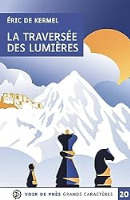 ÉRIC DE KERMEL
LA TRAVERSÉE
DES LUMIÈRES
VOIR DE PRÈS GRANDS CARACTÈRES 20